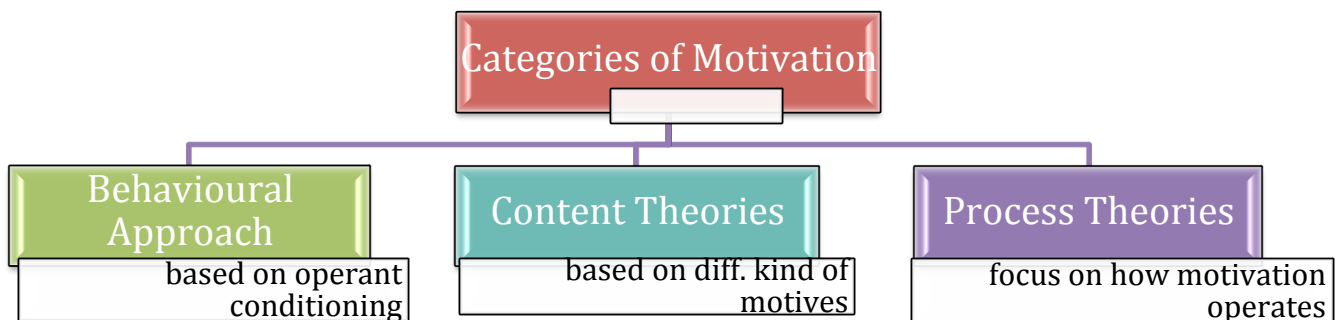 Categories of Motivation
Behavioural
Approach
based on operant
conditioning
Content Theories
based on diff. kind of
motives
Process Theories
focus on how motivation
operates